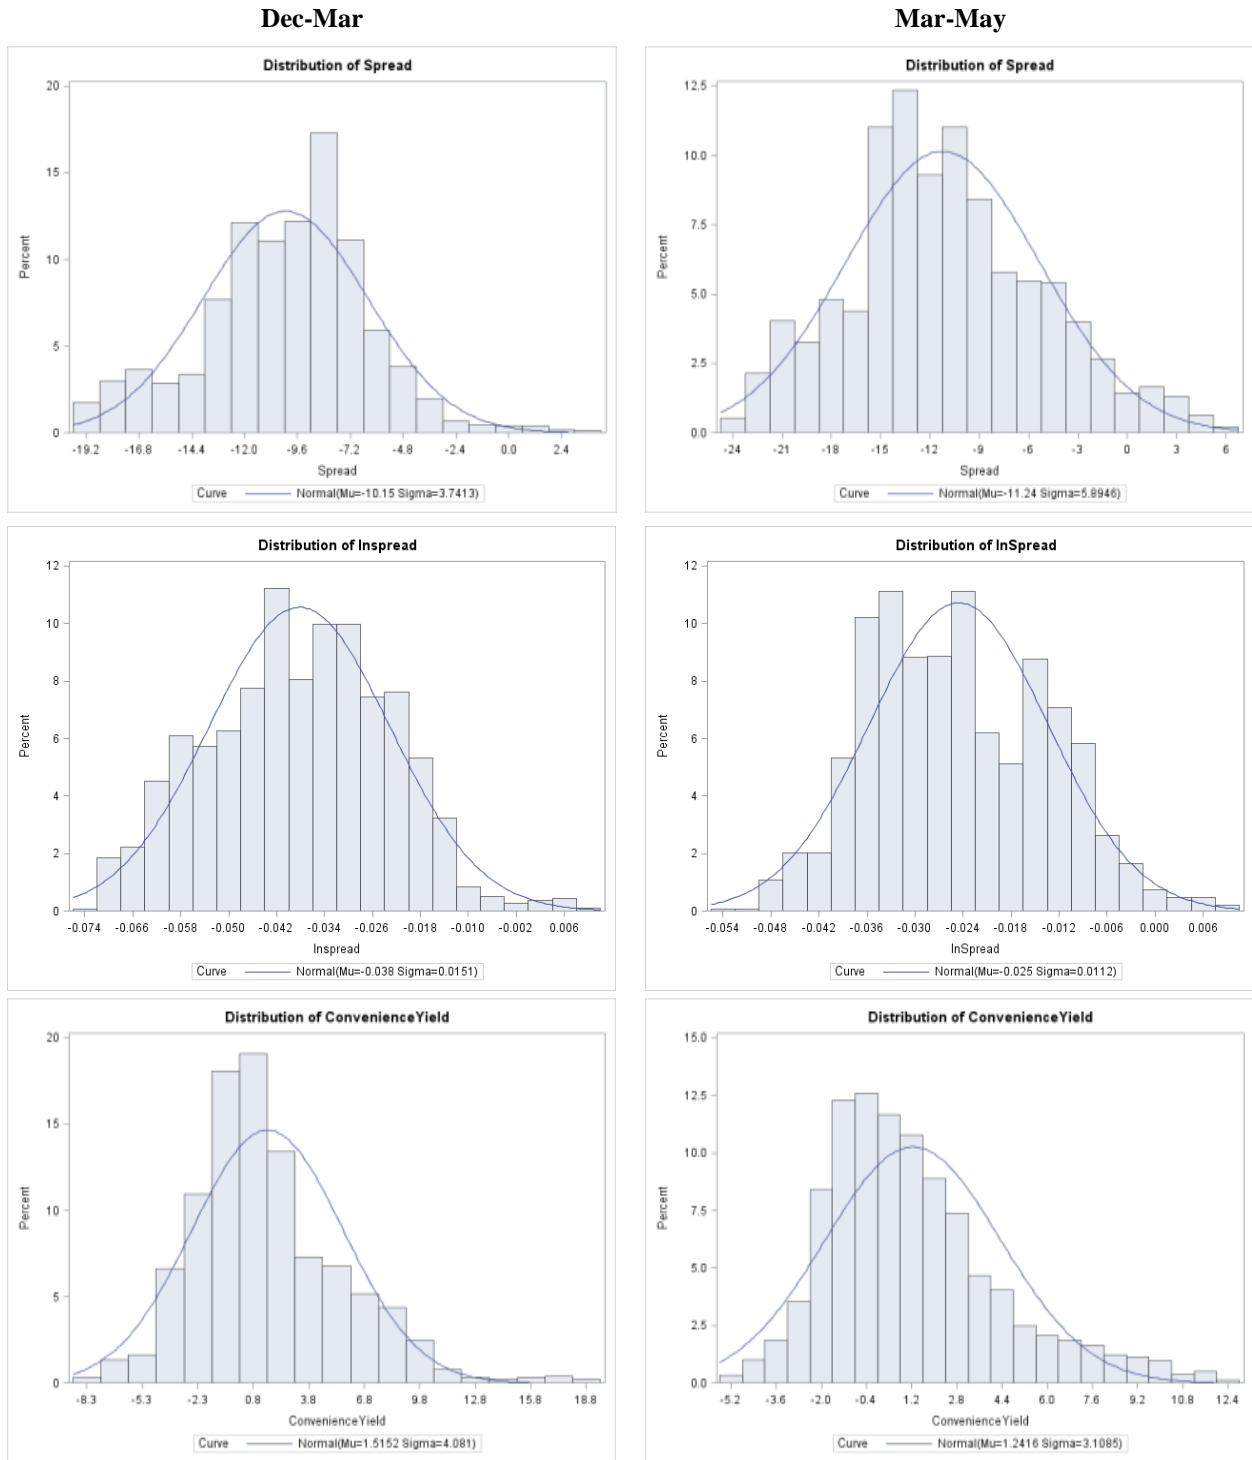 Dec-Mar
Mar-May
Distribution of Spread
20
15
10
5
0
Percent
-19.2 -16.8 -14.4 -12.0 -9.6 -7.2 -4.8 -2.4 0.0 2.4
Spread
Curve Normal(Mu=-10.15 Sigma=3.7413)
Distribution of Spread
12.5
10.0
7.5
5.0
2.5
0.0
Percent
-24 -21 -18 -15 -12 -9 -6 -3 0 3 6
Spread
Curve Normal(Mu=-11.24 Sigma=5.8946)
Distribution of lnspread
12
10
8
6
4
2
0
Percent
-0.074 -0.066 -0.058 -0.050 -0.042 -0.034 -0.026 -0.018 -0.010 -0.002 0.006
lnspread
Curve Normal(Mu=-0.038 Sigma=0.0151)
Distribution of lnSpread
12
10
8
6
4
2
0
Percent
-0.054 -0.048 -0.042 -0.036 -0.030 -0.024 -0.018 -0.012 -0.006 0.000 0.006
lnSpread
Curve Normal(Mu=-0.025 Sigma=0.0112)
Distribution of ConvenienceYield
20
15
10
5
0
Percent
-8.3 -5.3 -2.3 0.8 3.8 6.8 9.8 12.8 15.8 18.8
ConvenienceYield
Curve Normal(Mu=1.5152 Sigma=4.081)
Distribution of ConvenienceYield
15.0
12.5
10.0
7.5
5.0
2.5
0.0
Percent
-5.2 -3.6 -2.0 -0.4 1.2 2.8 4.4 6.0 7.6 9.2 10.8 12.4
ConvenienceYield
Curve Normal(Mu=1.2416 Sigma=3.1085)